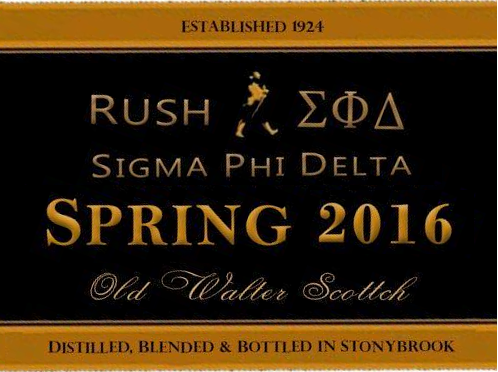 ESTABLISHED 1924
RUSH ΣΦΔ
SIGMA PHI DELTA
SPRING 2016
Old Walter Scottch
DISTILLED, BLENDED & BOTTLED IN STONYBROOK